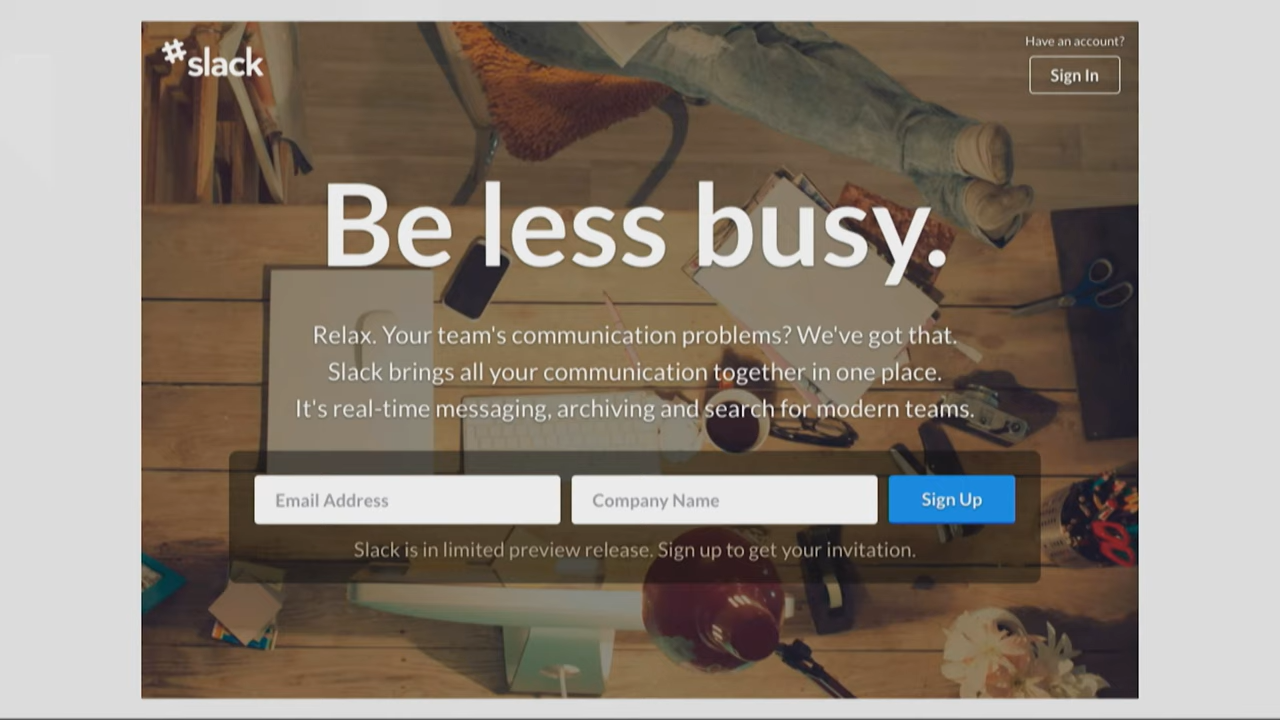 #slack
Have an account?
Sign In
Be less busy.
Relax. Your team's communication problems? We've got that.
Slack brings all your communication together in one place.
It's real-time messaging, archiving and search for modern teams.
Email Address
Company Name
Sign Up
Slack is in limited preview release. Sign up to get your invitation.